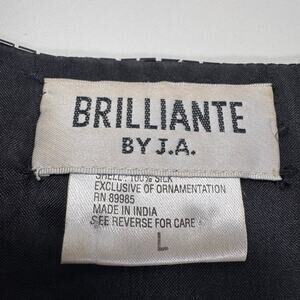 BRILLIANTE
BY J.A.
SHELL: 100% SILK
EXCLUSIVE OF ORNAMENTATION
RN 89985
MADE IN INDIA
SEE REVERSE FOR CARE
L